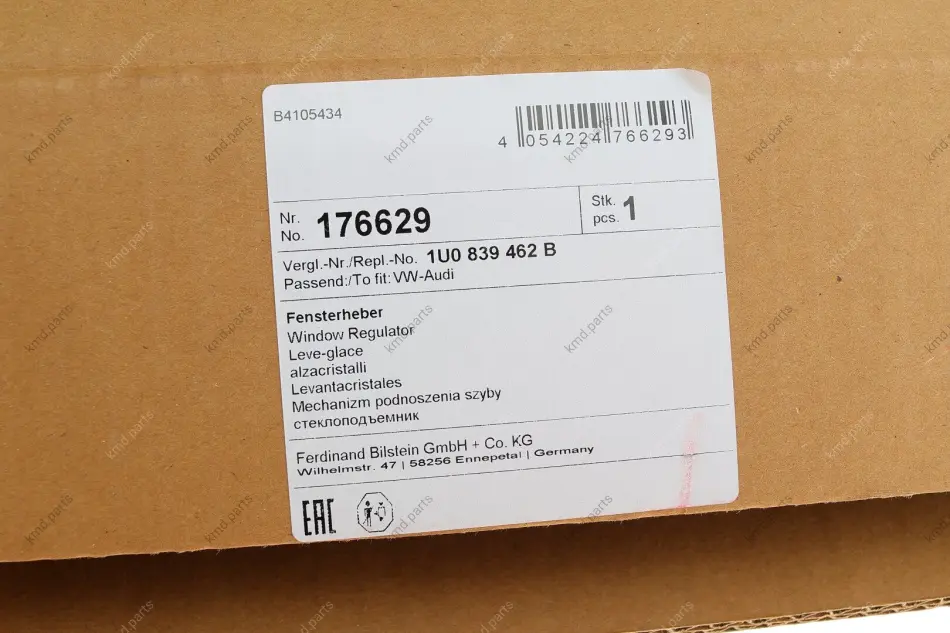 B4105434
4 054224 766293
Nr.
No. 176629
Stk.
pcs. 1
Vergl.-Nr./Repl.-No. 1U0 839 462 B
Passend:/To fit: VW-Audi
Fensterheber
Window Regulator
Leve-glace
alzacristalli
Levantacristales
Mechanizm podnoszenia szyby
стеклоподъемник
Ferdinand Bilstein GmbH + Co. KG
Wilhelmstr. 47 | 58256 Ennepetal | Germany
EAC
kmd.parts